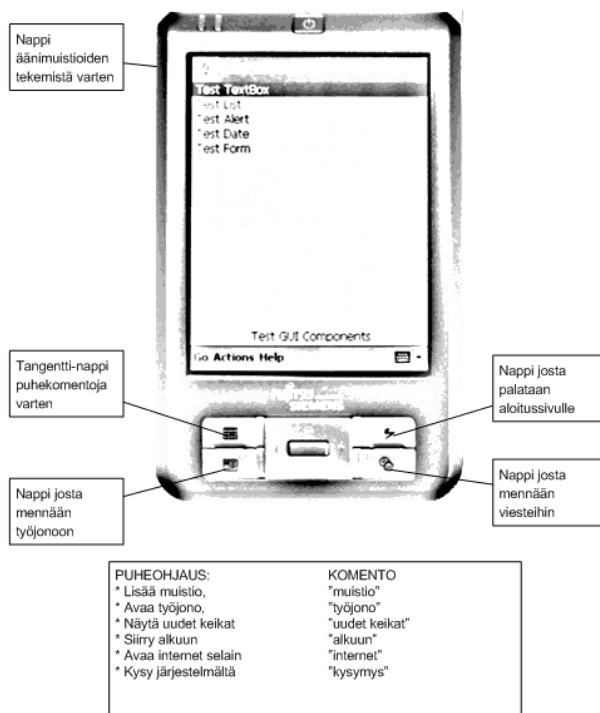 Nappi
äänimuistioiden
tekemistä varten
Test TextBox
Test List
Test Alert
Test Date
Test Form
Test GUI Components
Go Actions Help
Tangentti-nappi
puhekomentoja
varten
Nappi josta
palataan
aloitussivulle
Nappi josta
mennään
työjonoon
Nappi josta
mennään
viesteihin
PUHEOHJAUS: KOMENTO
* Lisää muistio, "muistio"
* Avaa työjono, "työjono"
* Näytä uudet keikat "uudet keikat"
* Siirry alkuun "alkuun"
* Avaa internet selain "internet"
* Kysy järjestelmältä "kysymys"